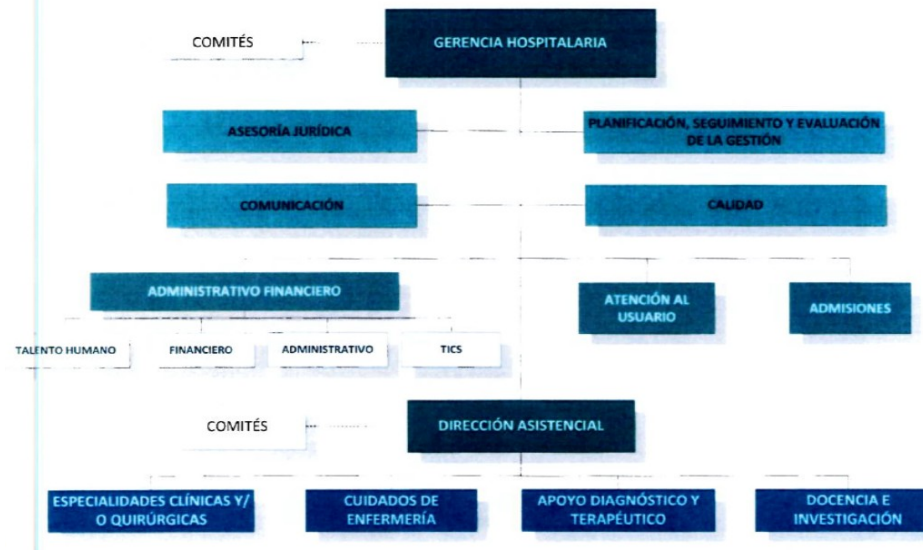 COMITÉS
GERENCIA HOSPITALARIA
ASESORÍA JURÍDICA
PLANIFICACIÓN, SEGUIMIENTO Y EVALUACIÓN
DE LA GESTIÓN
COMUNICACIÓN
CALIDAD
ADMINISTRATIVO FINANCIERO
ATENCIÓN AL
USUARIO
ADMISIONES
TALENTO HUMANO
FINANCIERO
ADMINISTRATIVO
TICS
COMITÉS
DIRECCIÓN ASISTENCIAL
ESPECIALIDADES CLÍNICAS Y/
O QUIRÚRGICAS
CUIDADOS DE
ENFERMERÍA
APOYO DIAGNÓSTICO Y
TERAPÉUTICO
DOCENCIA E
INVESTIGACIÓN